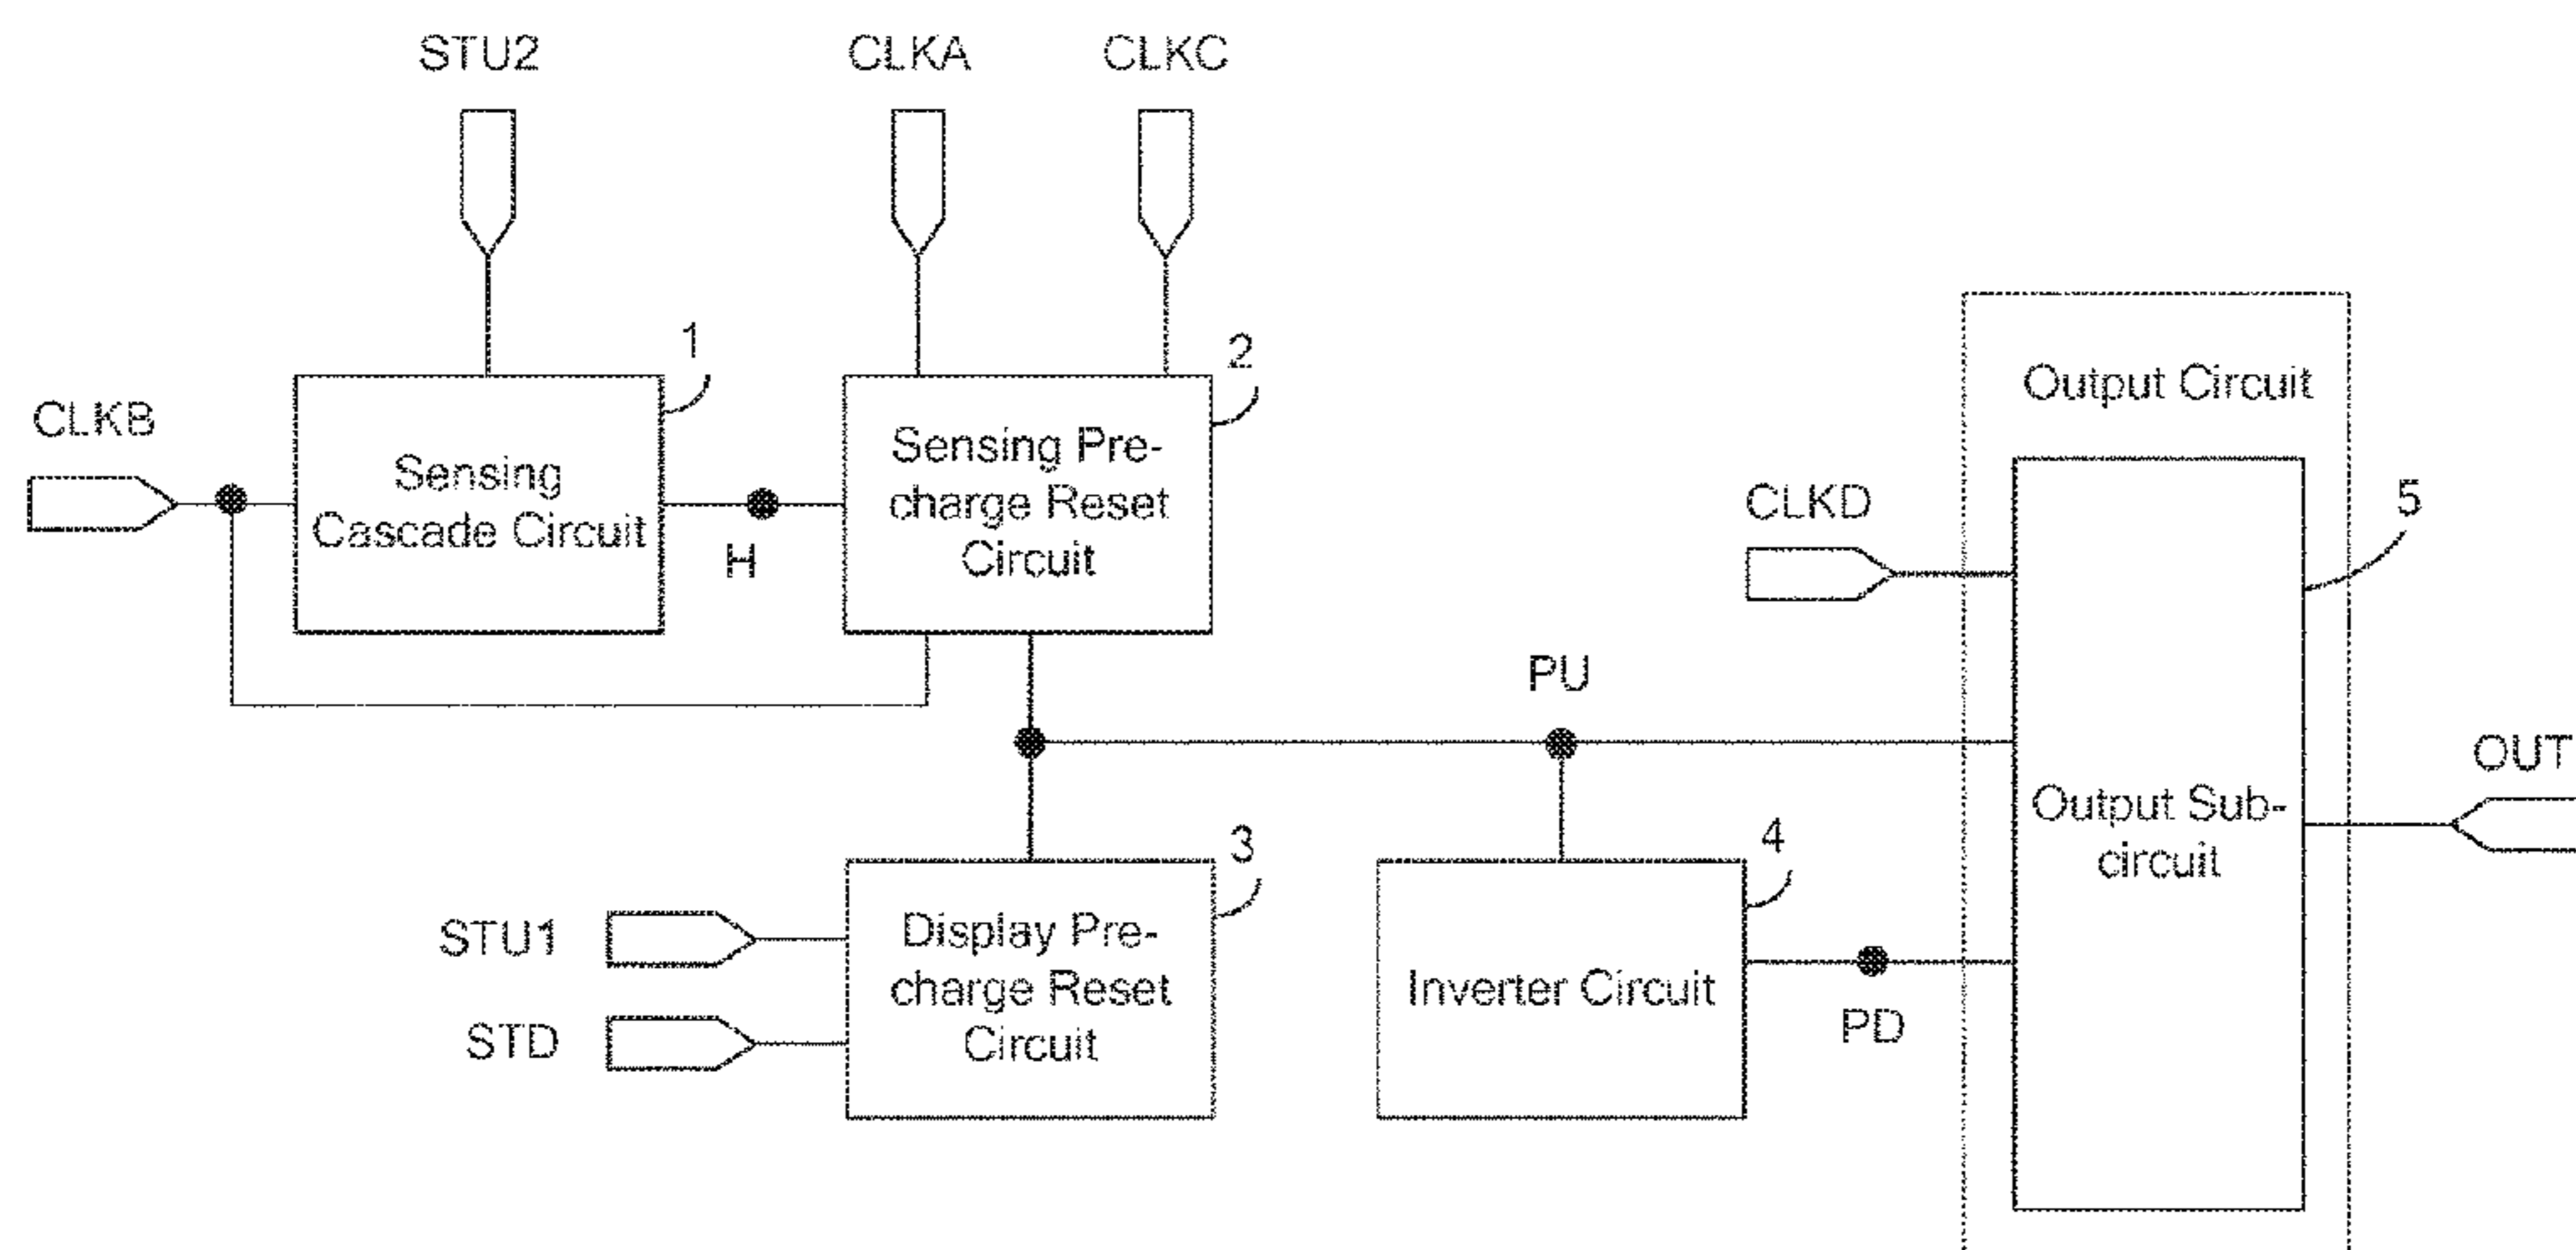 STU2
CLKA
CLKC
1
2
CLKB
Sensing
Cascade Circuit
H
Sensing Pre-
charge Reset
Circuit
Output Circuit
CLKD
5
PU
OUT
Output Sub-
circuit
3
4
STU1
STD
Display Pre-
charge Reset
Circuit
Inverter Circuit
PD